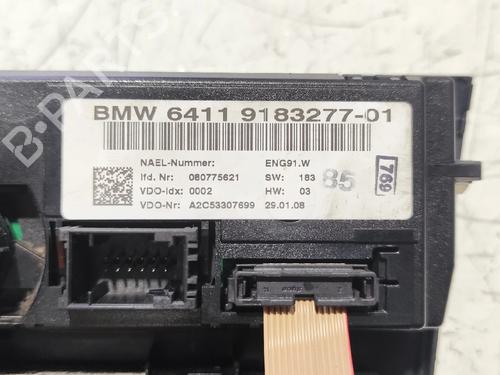 BMW 6411 9183277-01
NAEL-Nummer: ENG91.W
lfd. Nr: 080775621 SW: 183
VDO-Idx: 0002 HW: 03
VDO-Nr: A2C53307699 29.01.08
85
769
B-PARTS